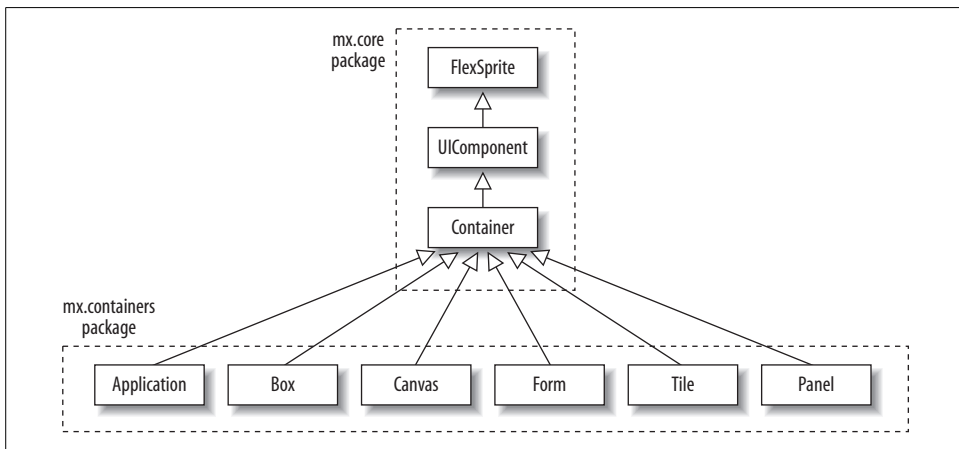 mx.core
package
FlexSprite
UIComponent
Container
mx.containers
package
Application
Box
Canvas
Form
Tile
Panel